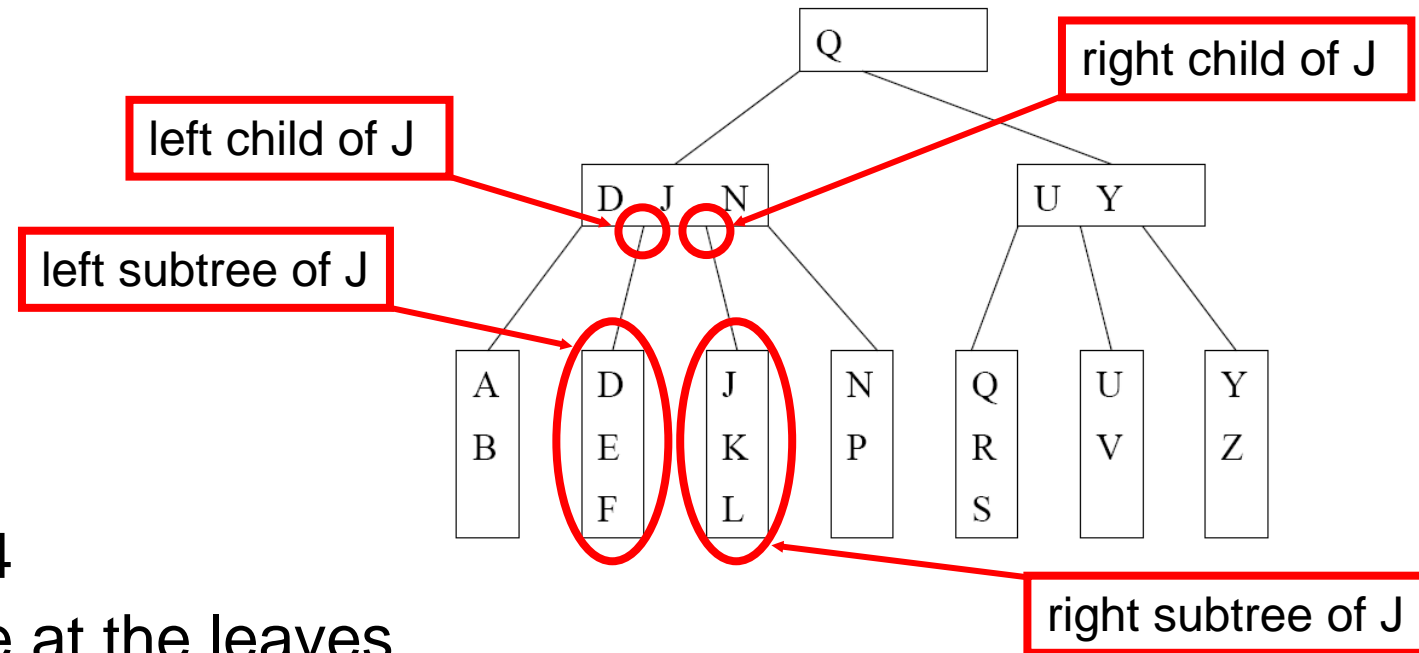 Q
right child of J
left child of J
D J N
U Y
left subtree of J
A D J N Q U Y
B E K P R V Z
F L S
4
at the leaves
right subtree of J